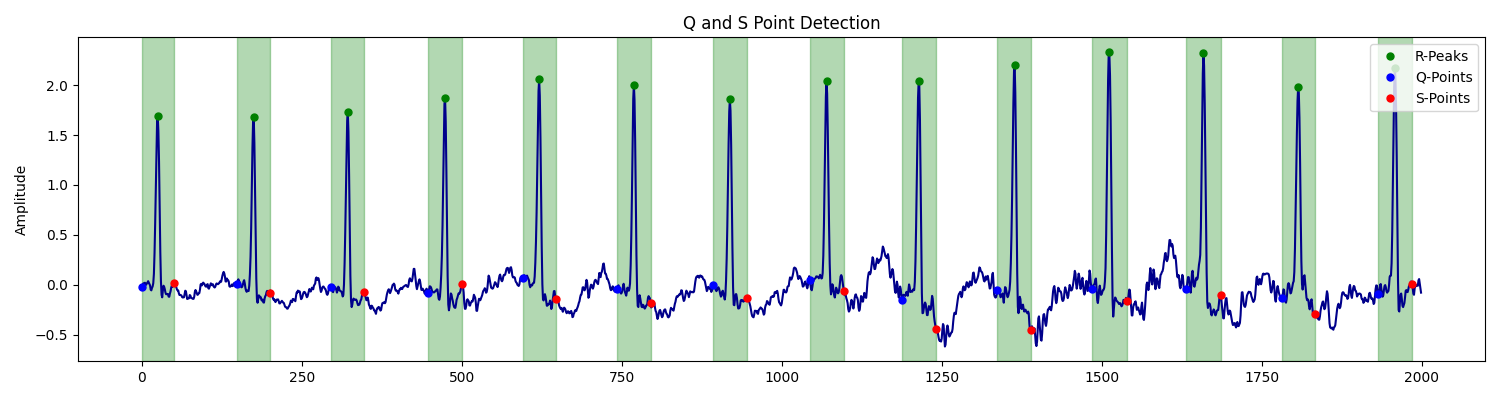 Q and S Point Detection
R-Peaks
Q-Points
S-Points
Amplitude
2.0
1.5
1.0
0.5
0.0
−0.5
0 250 500 750 1000 1250 1500 1750 2000